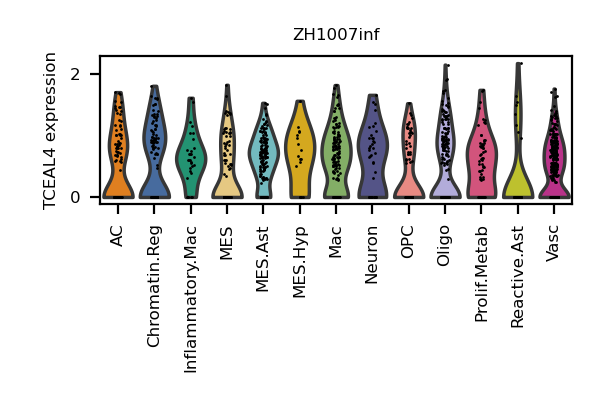 ZH1007inf
TCEAL4 expression
2
0
AC
Chromatin.Reg
Inflammatory.Mac
MES
MES.Ast
MES.Hyp
Mac
Neuron
OPC
Oligo
Prolif.Metab
Reactive.Ast
Vasc